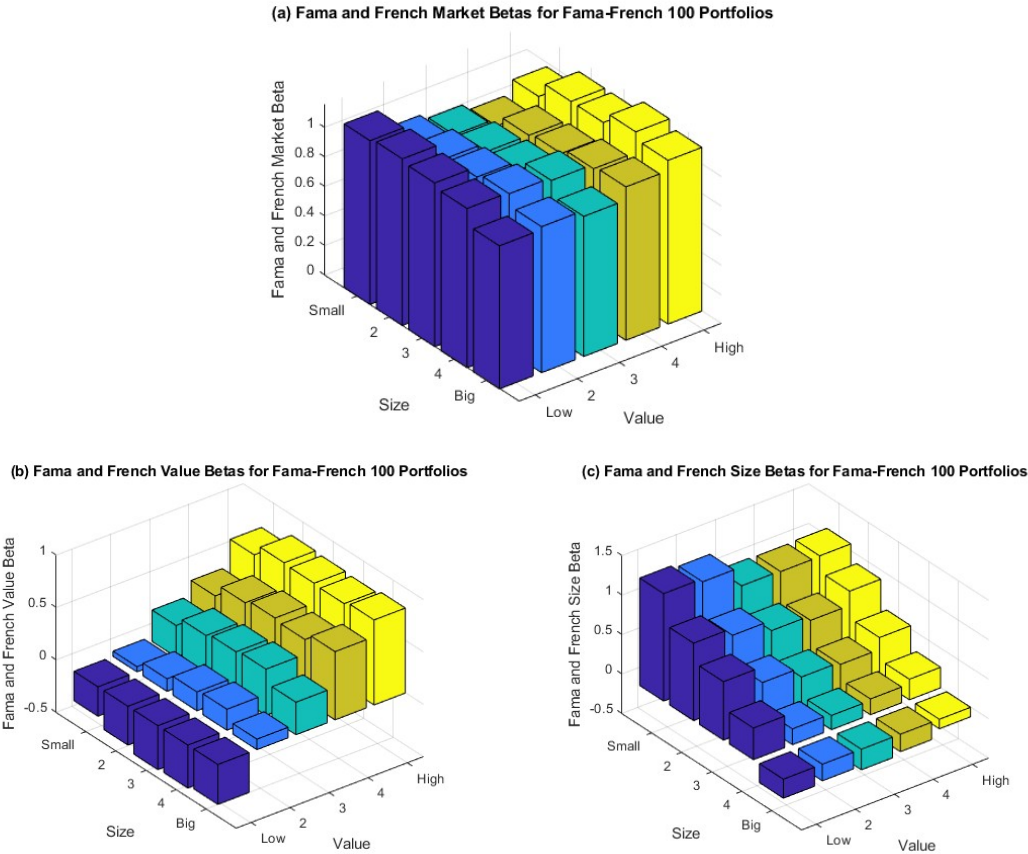 (a) Fama and French Market Betas for Fama-French 100 Portfolios
Fama and French Market Beta
1
0.8
0.6
0.4
0.2
0
Small
2
3
4
Big
Size
Low
2
3
4
High
Value
(b) Fama and French Value Betas for Fama-French 100 Portfolios
Fama and French Value Beta
1
0.5
0
-0.5
Small
2
3
4
Big
Size
Low
2
3
4
High
Value
(c) Fama and French Size Betas for Fama-French 100 Portfolios
Fama and French Size Beta
1.5
1
0.5
0
-0.5
Small
2
3
4
Big
Size
Low
2
3
4
High
Value